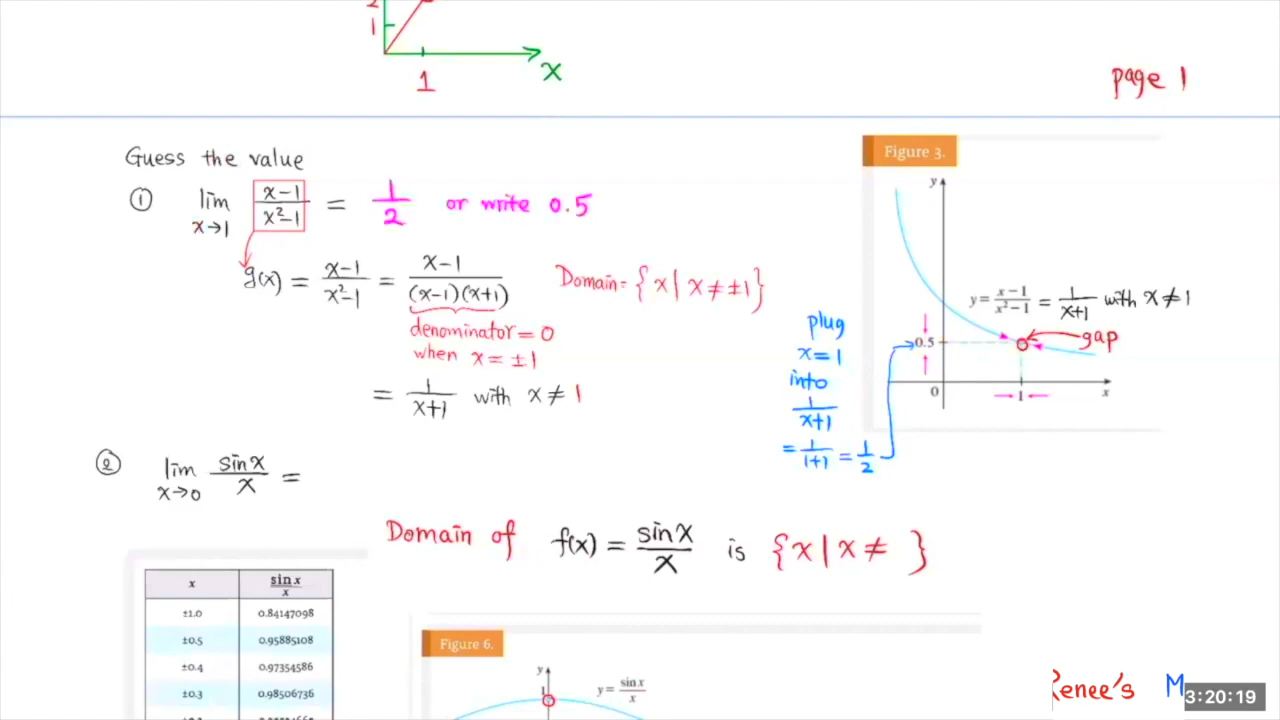 2
1
x
1
page 1
Guess the value
① lim x→1 x−1/x²−1 = 1/2 or write 0.5
g(x) = x−1/x²−1 = x−1/(x−1)(x+1) Domain = {x | x ≠ ±1}
denominator = 0
when x = ±1
= 1/x+1 with x ≠ 1
plug
x = 1
into
1/x+1
= 1/1+1 = 1/2
Figure 3.
y
y = x−1/x²−1 = 1/x+1 with x ≠ 1
gap
0.5
0
1
x
② lim x→0 sinx/x =
Domain of f(x) = sinx/x is {x | x ≠ }
x sin x/x
±1.0 0.84147098
±0.5 0.95885108
±0.4 0.97354586
±0.3 0.98506736
Figure 6.
y
1
y = sin x/x
Renee's M
3:20:19